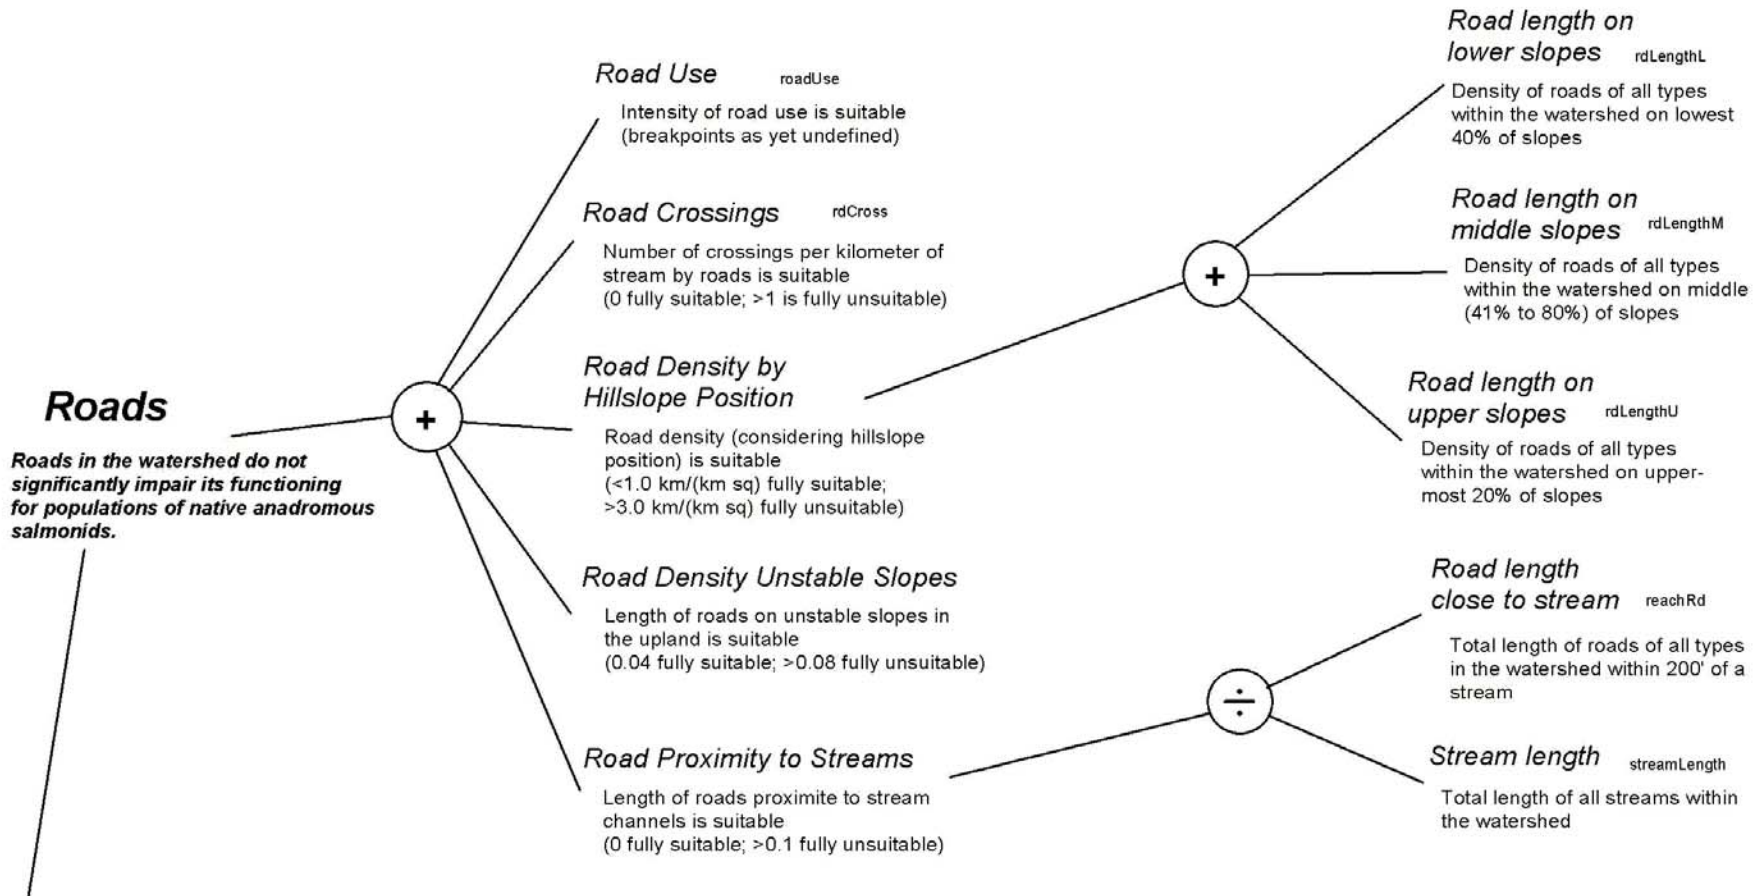 Roads
Roads in the watershed do not
significantly impair its functioning
for populations of native anadromous
salmonids.
+
Road Use roadUse
Intensity of road use is suitable
(breakpoints as yet undefined)
Road Crossings rdCross
Number of crossings per kilometer of
stream by roads is suitable
(0 fully suitable; >1 is fully unsuitable)
Road Density by
Hillslope Position
Road density (considering hillslope
position) is suitable
(<1.0 km/(km sq) fully suitable;
>3.0 km/(km sq) fully unsuitable)
Road Density Unstable Slopes
Length of roads on unstable slopes in
the upland is suitable
(0.04 fully suitable; >0.08 fully unsuitable)
Road Proximity to Streams
Length of roads proximite to stream
channels is suitable
(0 fully suitable; >0.1 fully unsuitable)
+
Road length on
lower slopes rdLengthL
Density of roads of all types
within the watershed on lowest
40% of slopes
Road length on
middle slopes rdLengthM
Density of roads of all types
within the watershed on middle
(41% to 80%) of slopes
Road length on
upper slopes rdLengthU
Density of roads of all types
within the watershed on upper-
most 20% of slopes
÷
Road length
close to stream reachRd
Total length of roads of all types
in the watershed within 200' of a
stream
Stream length streamLength
Total length of all streams within
the watershed